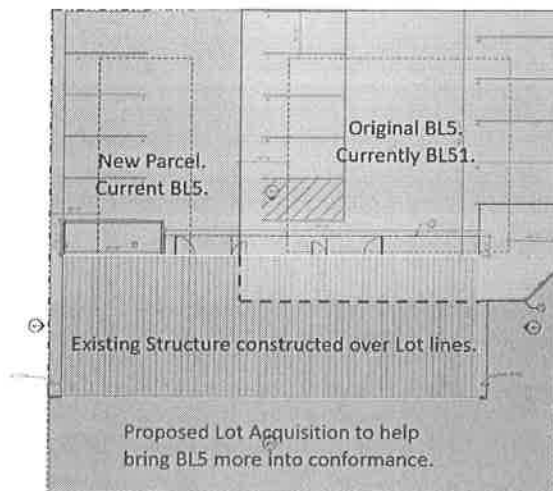 New Parcel.
Current BL5.
Original BL5.
Currently BL51.
Existing Structure constructed over Lot lines.
Proposed Lot Acquisition to help
bring BL5 more into conformance.